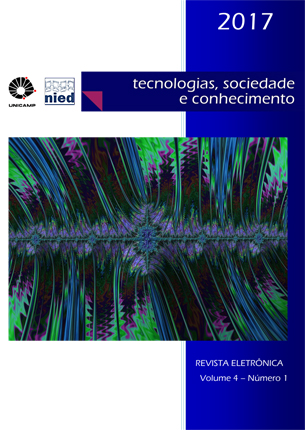 2017
UNICAMP
nied
tecnologias, sociedade
e conhecimento
REVISTA ELETRÔNICA
Volume 4 – Número 1